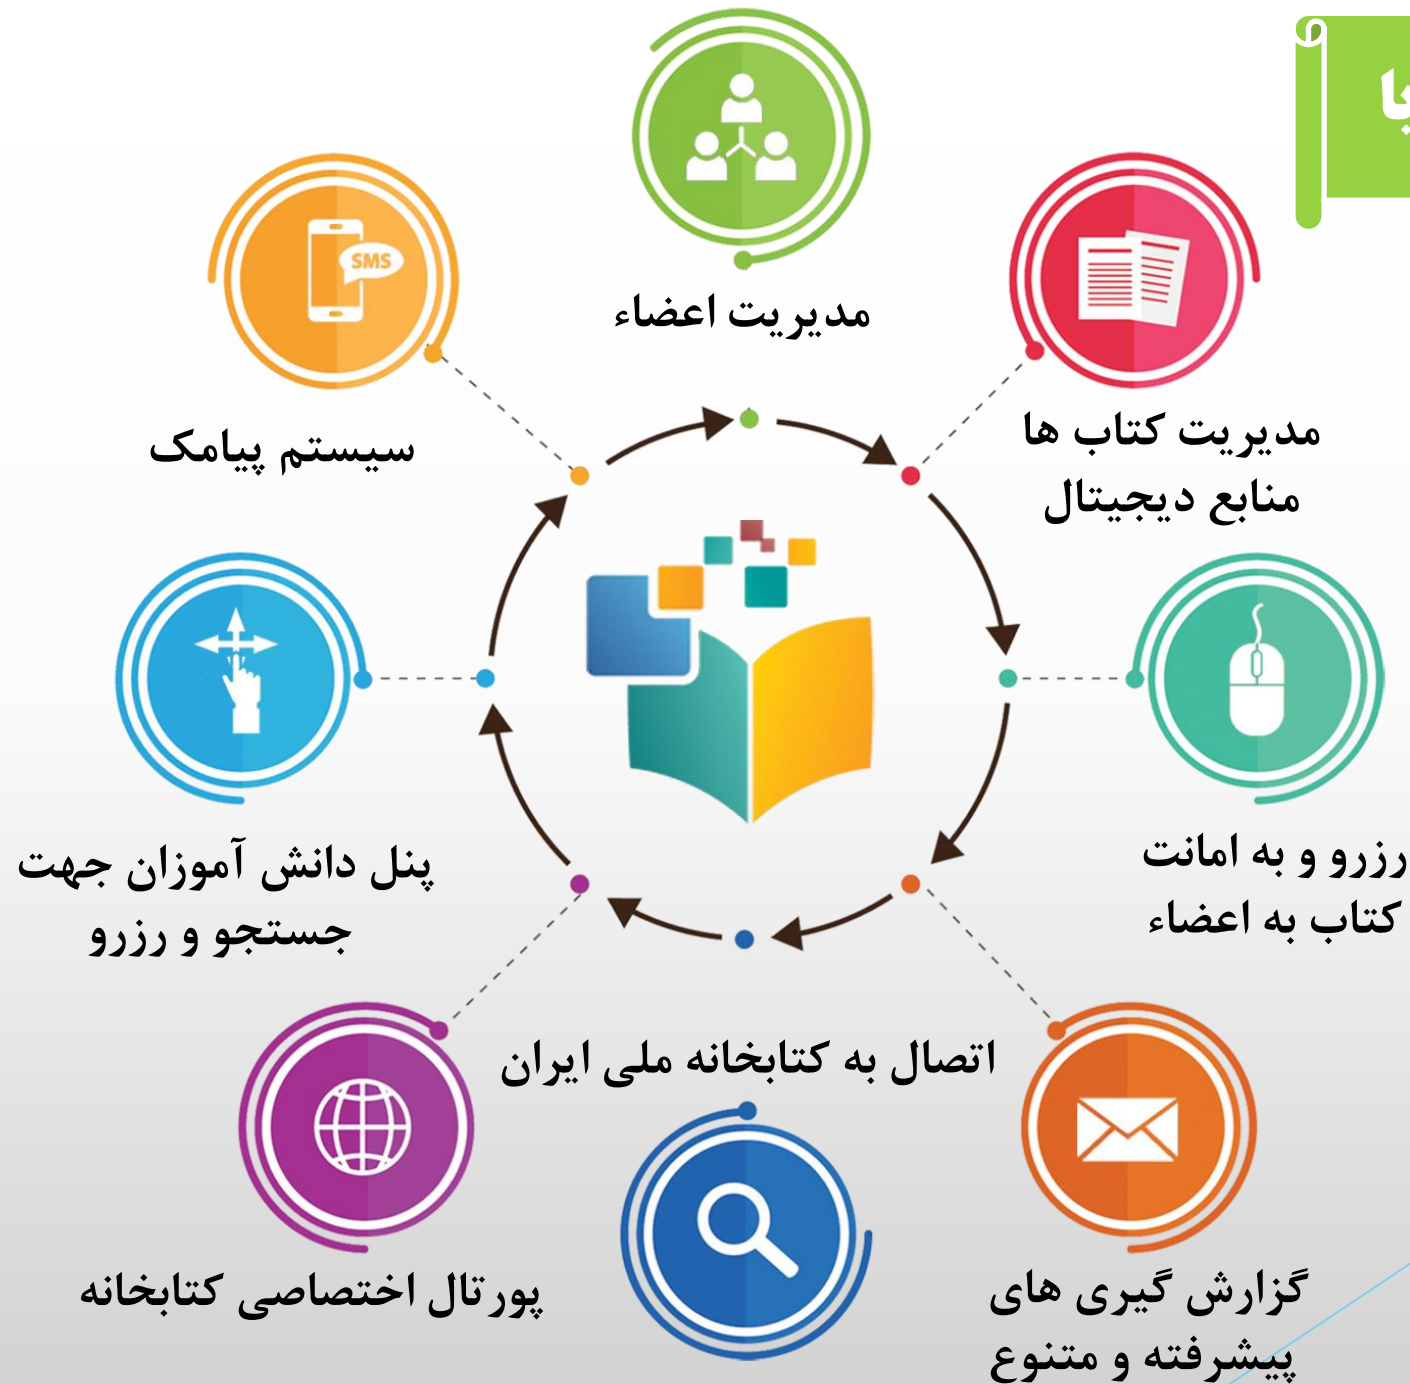 مدیریت اعضاء
SMS
سیستم پیامک
مدیریت کتاب ها
منابع دیجیتال
پنل دانش آموزان جهت
جستجو و رزرو
رزرو و به امانت
کتاب به اعضاء
اتصال به کتابخانه ملی ایران
پورتال اختصاصی کتابخانه
گزارش گیری های
پیشرفته و متنوع